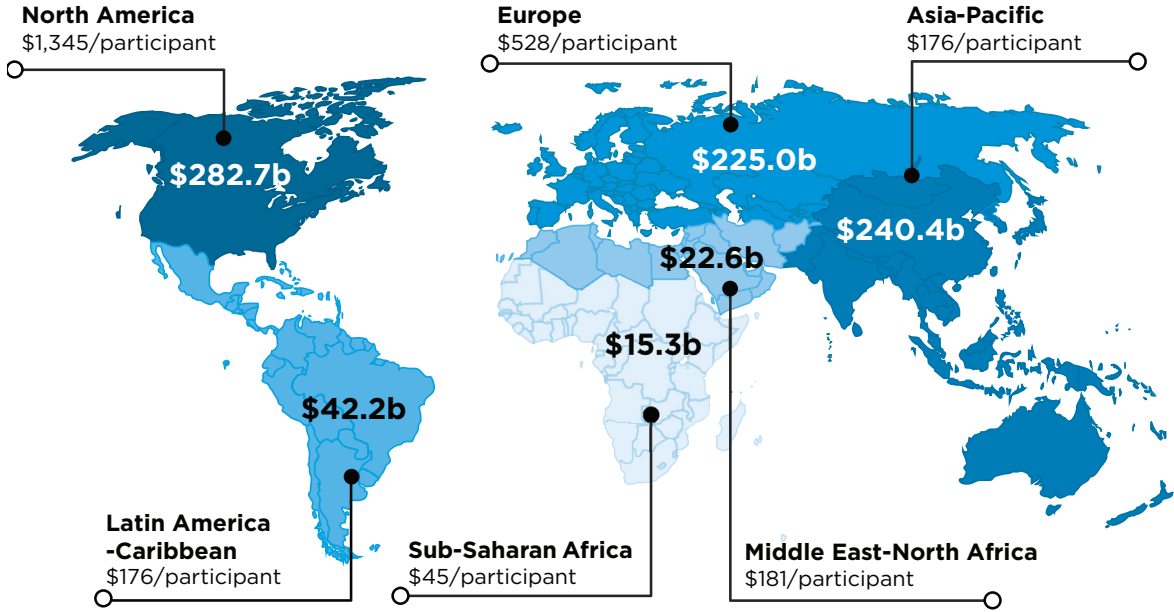 North America
$1,345/participant
Europe
$528/participant
Asia-Pacific
$176/participant
$282.7b
$225.0b
$240.4b
$22.6b
$15.3b
$42.2b
Latin America
-Caribbean
$176/participant
Sub-Saharan Africa
$45/participant
Middle East-North Africa
$181/participant